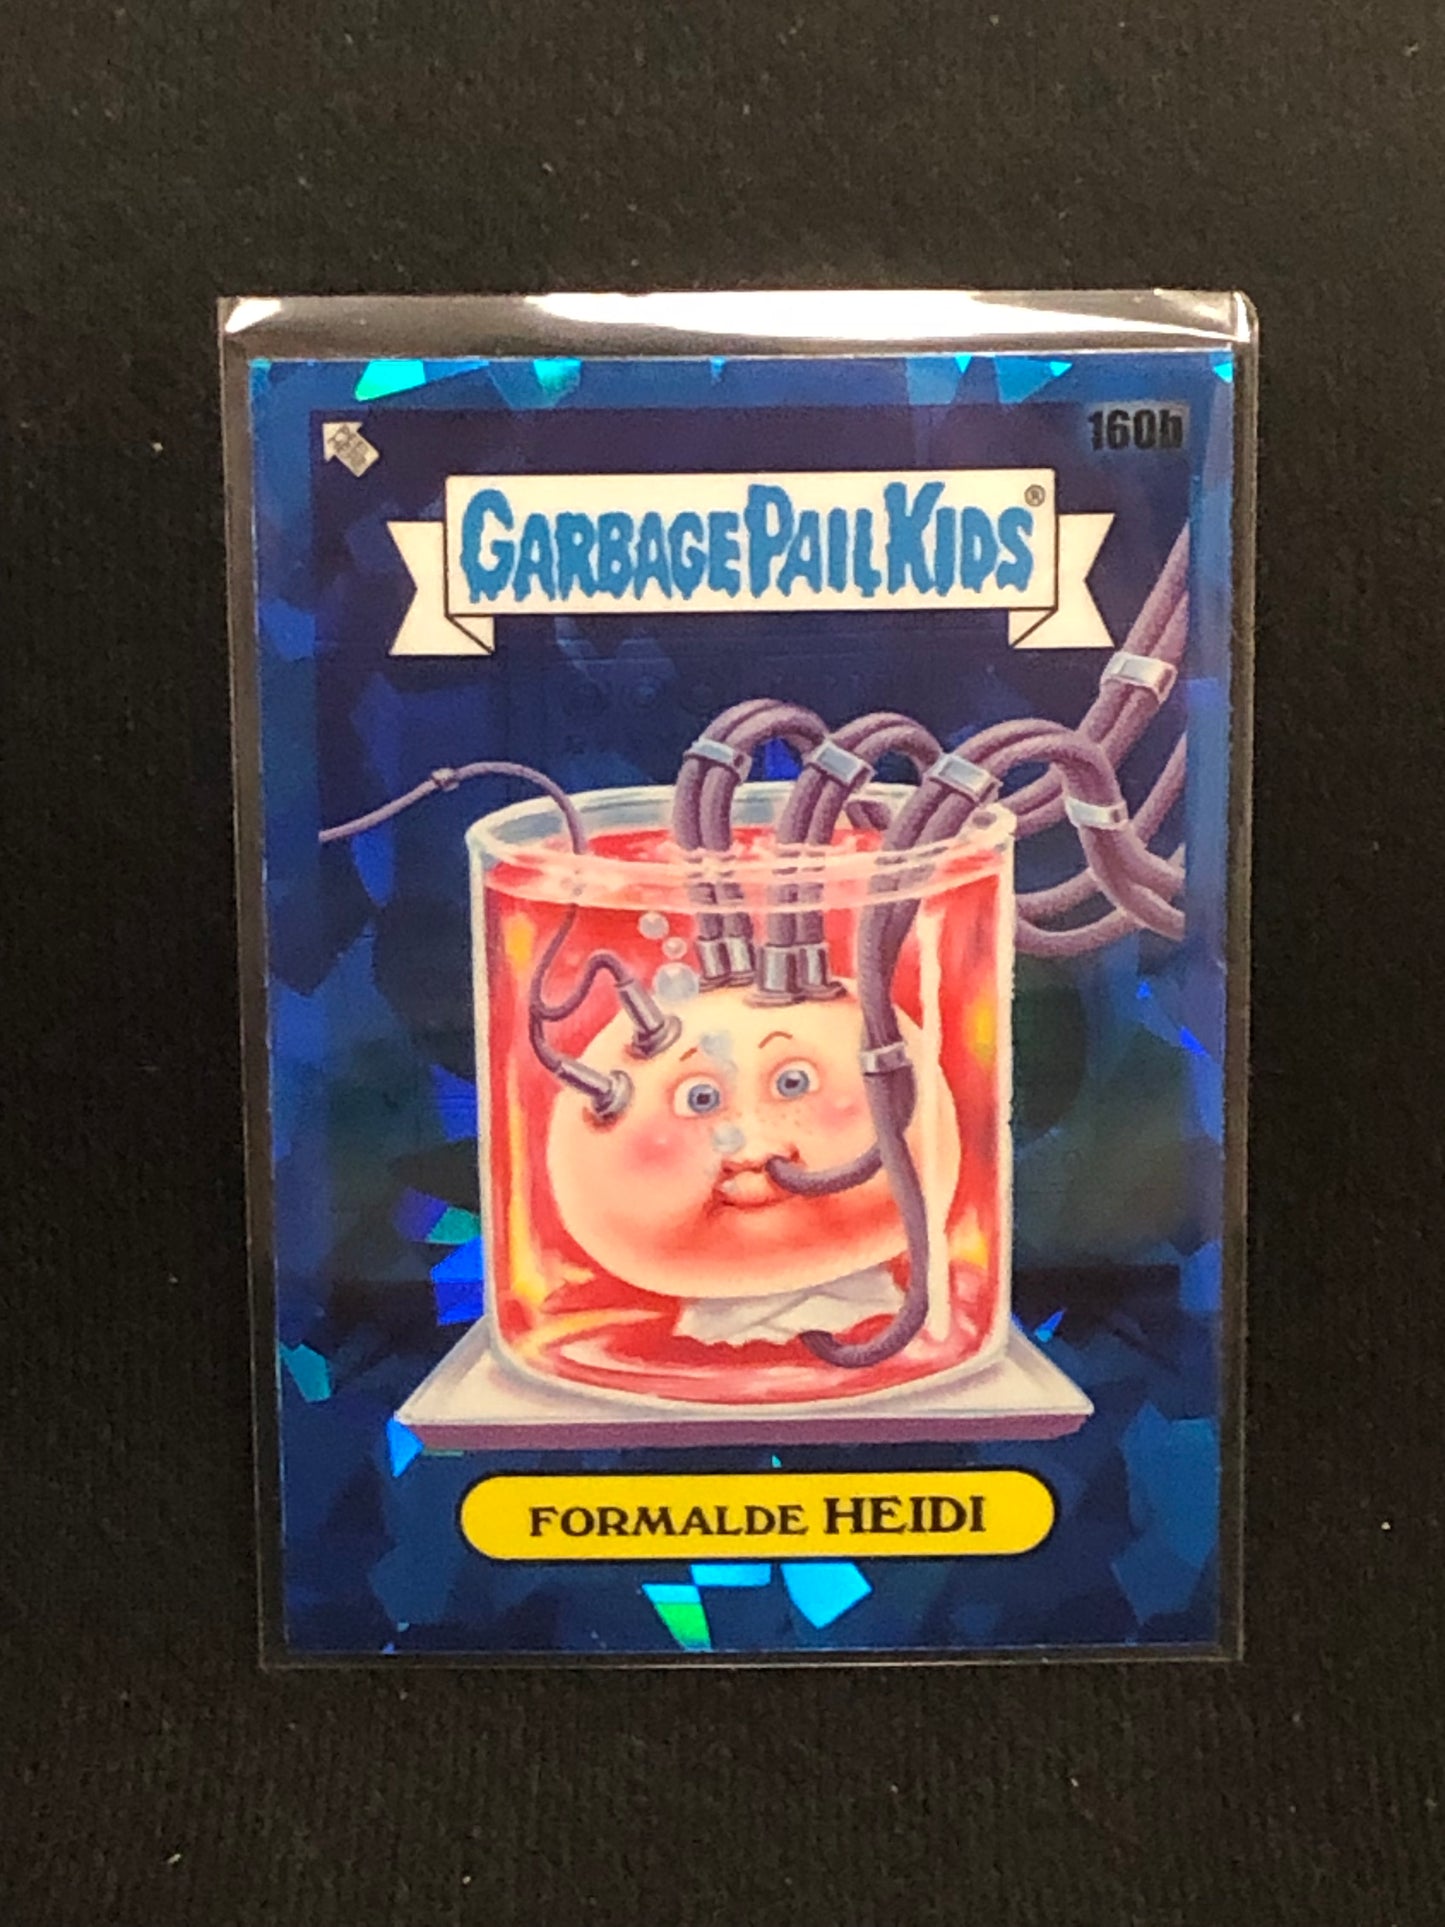 160b
GARBAGE PAIL KIDS®
FORMALDE HEIDI